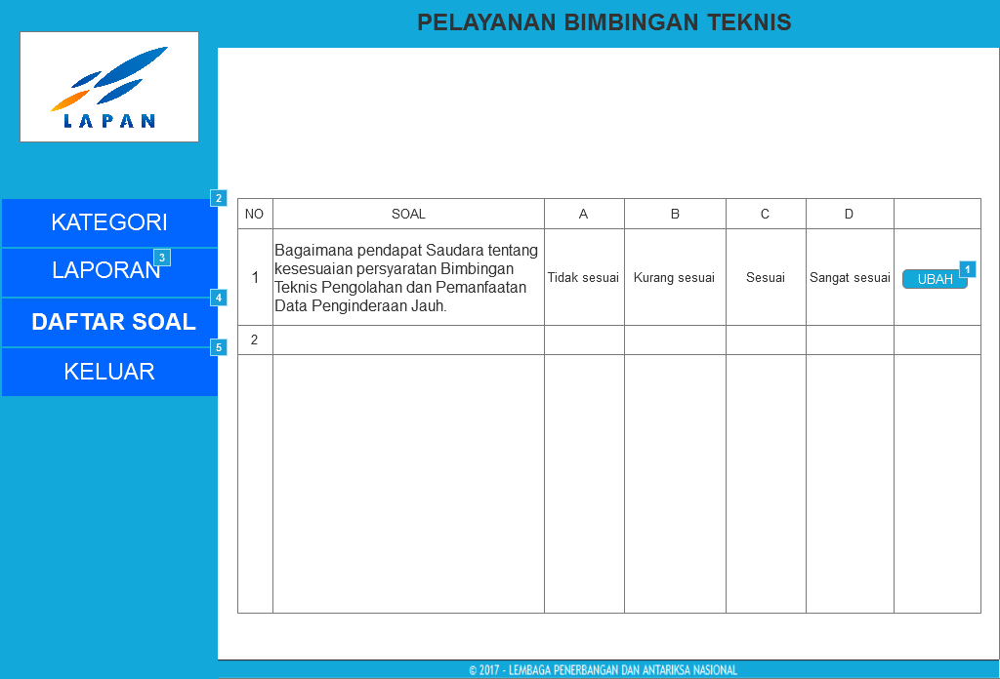 PELAYANAN BIMBINGAN TEKNIS
LAPAN
2
KATEGORI
3
LAPORAN
4
DAFTAR SOAL
5
KELUAR
NO SOAL A B C D
1 Bagaimana pendapat Saudara tentang
kesesuaian persyaratan Bimbingan
Teknis Pengolahan dan Pemanfaatan
Data Penginderaan Jauh.
Tidak sesuai Kurang sesuai Sesuai Sangat sesuai UBAH 1
2
© 2017 - LEMBAGA PENERBANGAN DAN ANTARIKSA NASIONAL